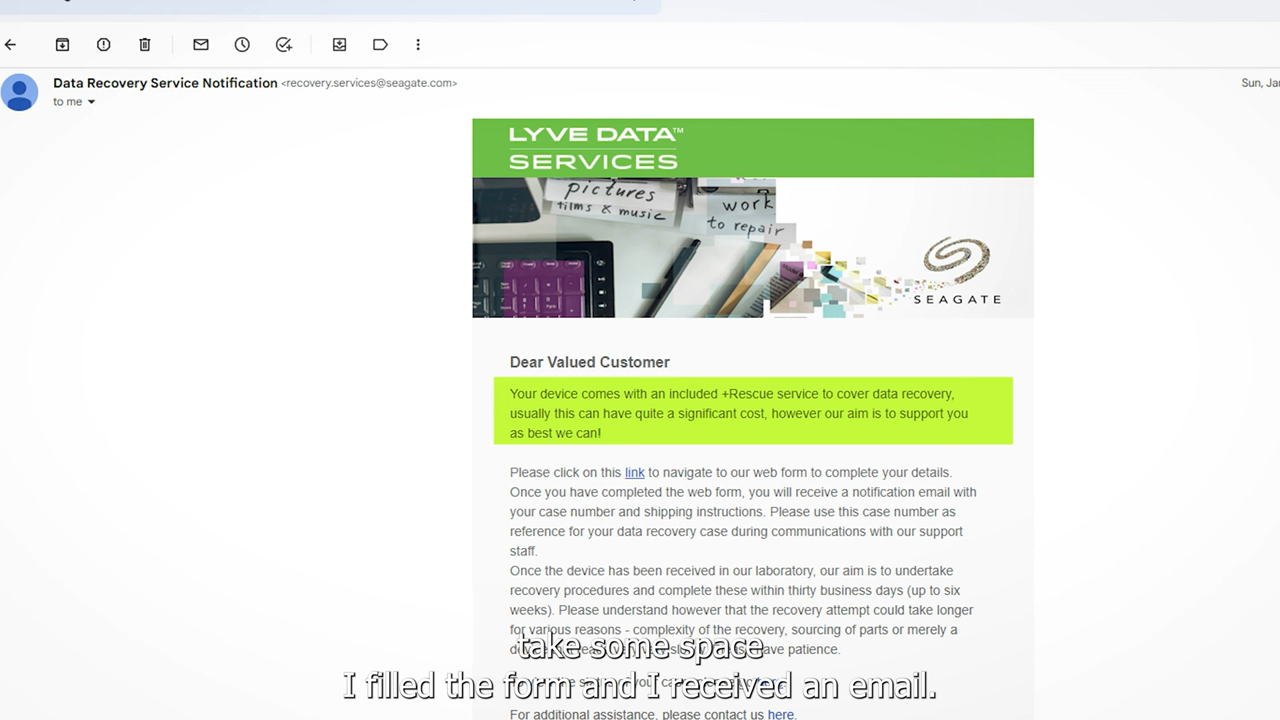 Data Recovery Service Notification <recovery.services@seagate.com>
Sun, Ja
to me
LYVE DATA™
SERVICES
pictures
films & music
work
to repair
SEAGATE
Dear Valued Customer
Your device comes with an included +Rescue service to cover data recovery,
usually this can have quite a significant cost, however our aim is to support you
as best we can!
Please click on this link to navigate to our web form to complete your details.
Once you have completed the web form, you will receive a notification email with
your case number and shipping instructions. Please use this case number as
reference for your data recovery case during communications with our support
staff.
Once the device has been received in our laboratory, our aim is to undertake
recovery procedures and complete these within thirty business days (up to six
weeks). Please understand however that the recovery attempt could take longer
for various reasons - complexity of the recovery, sourcing of parts or merely a
have patience.
take some space
I filled the form and I received an email.
For additional assistance, please contact us here.